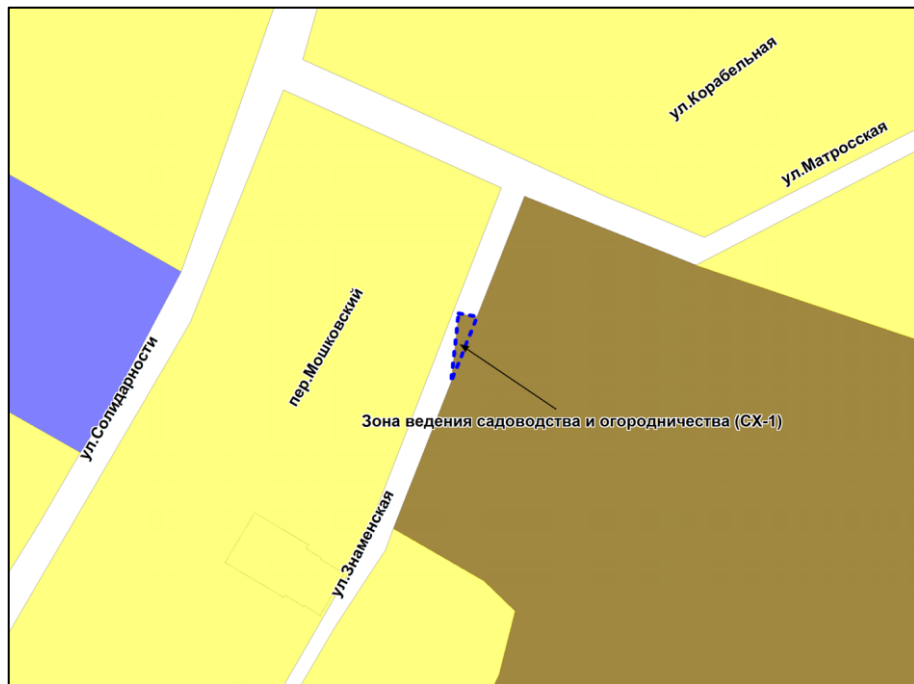 ул.Корабельная
ул.Матросская
пер.Мошковский
ул.Солидарности
Зона ведения садоводства и огородничества (СХ-1)
ул.Знаменская